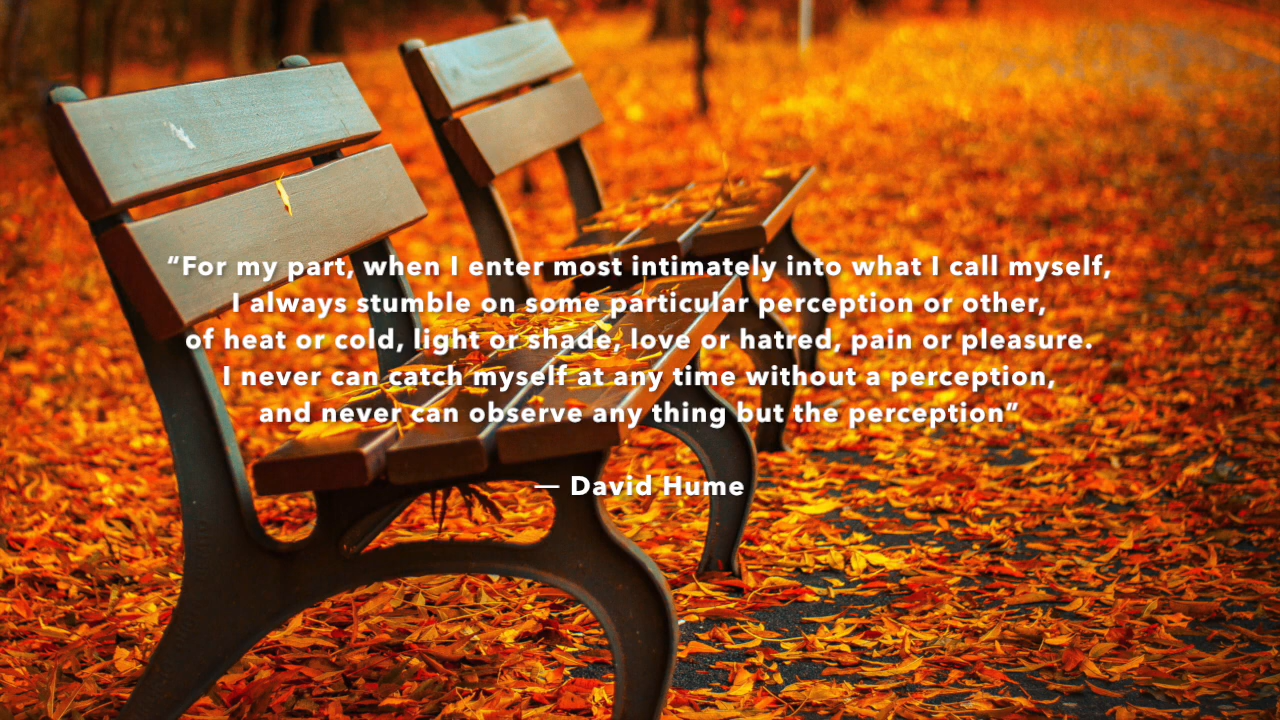 “For my part, when I enter most intimately into what I call myself,
I always stumble on some particular perception or other,
of heat or cold, light or shade, love or hatred, pain or pleasure.
I never can catch myself at any time without a perception,
and never can observe any thing but the perception”
— David Hume